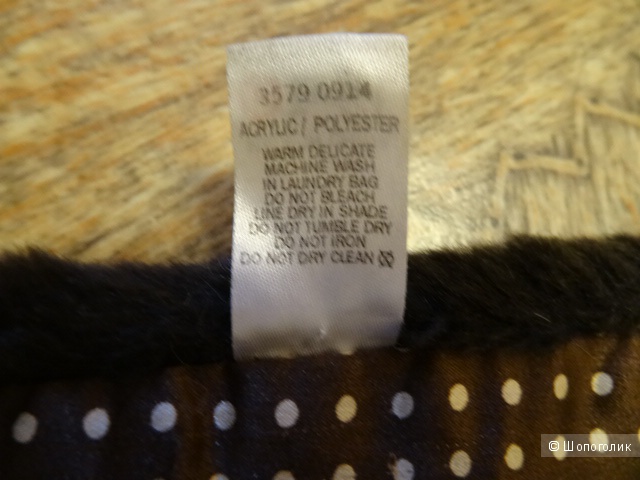 3579 0914
ACRYLIC / POLYESTER
WARM DELICATE
MACHINE WASH
IN LAUNDRY BAG
DO NOT BLEACH
LINE DRY IN SHADE
DO NOT TUMBLE DRY
DO NOT IRON
DO NOT DRY CLEAN
© Шопоголик